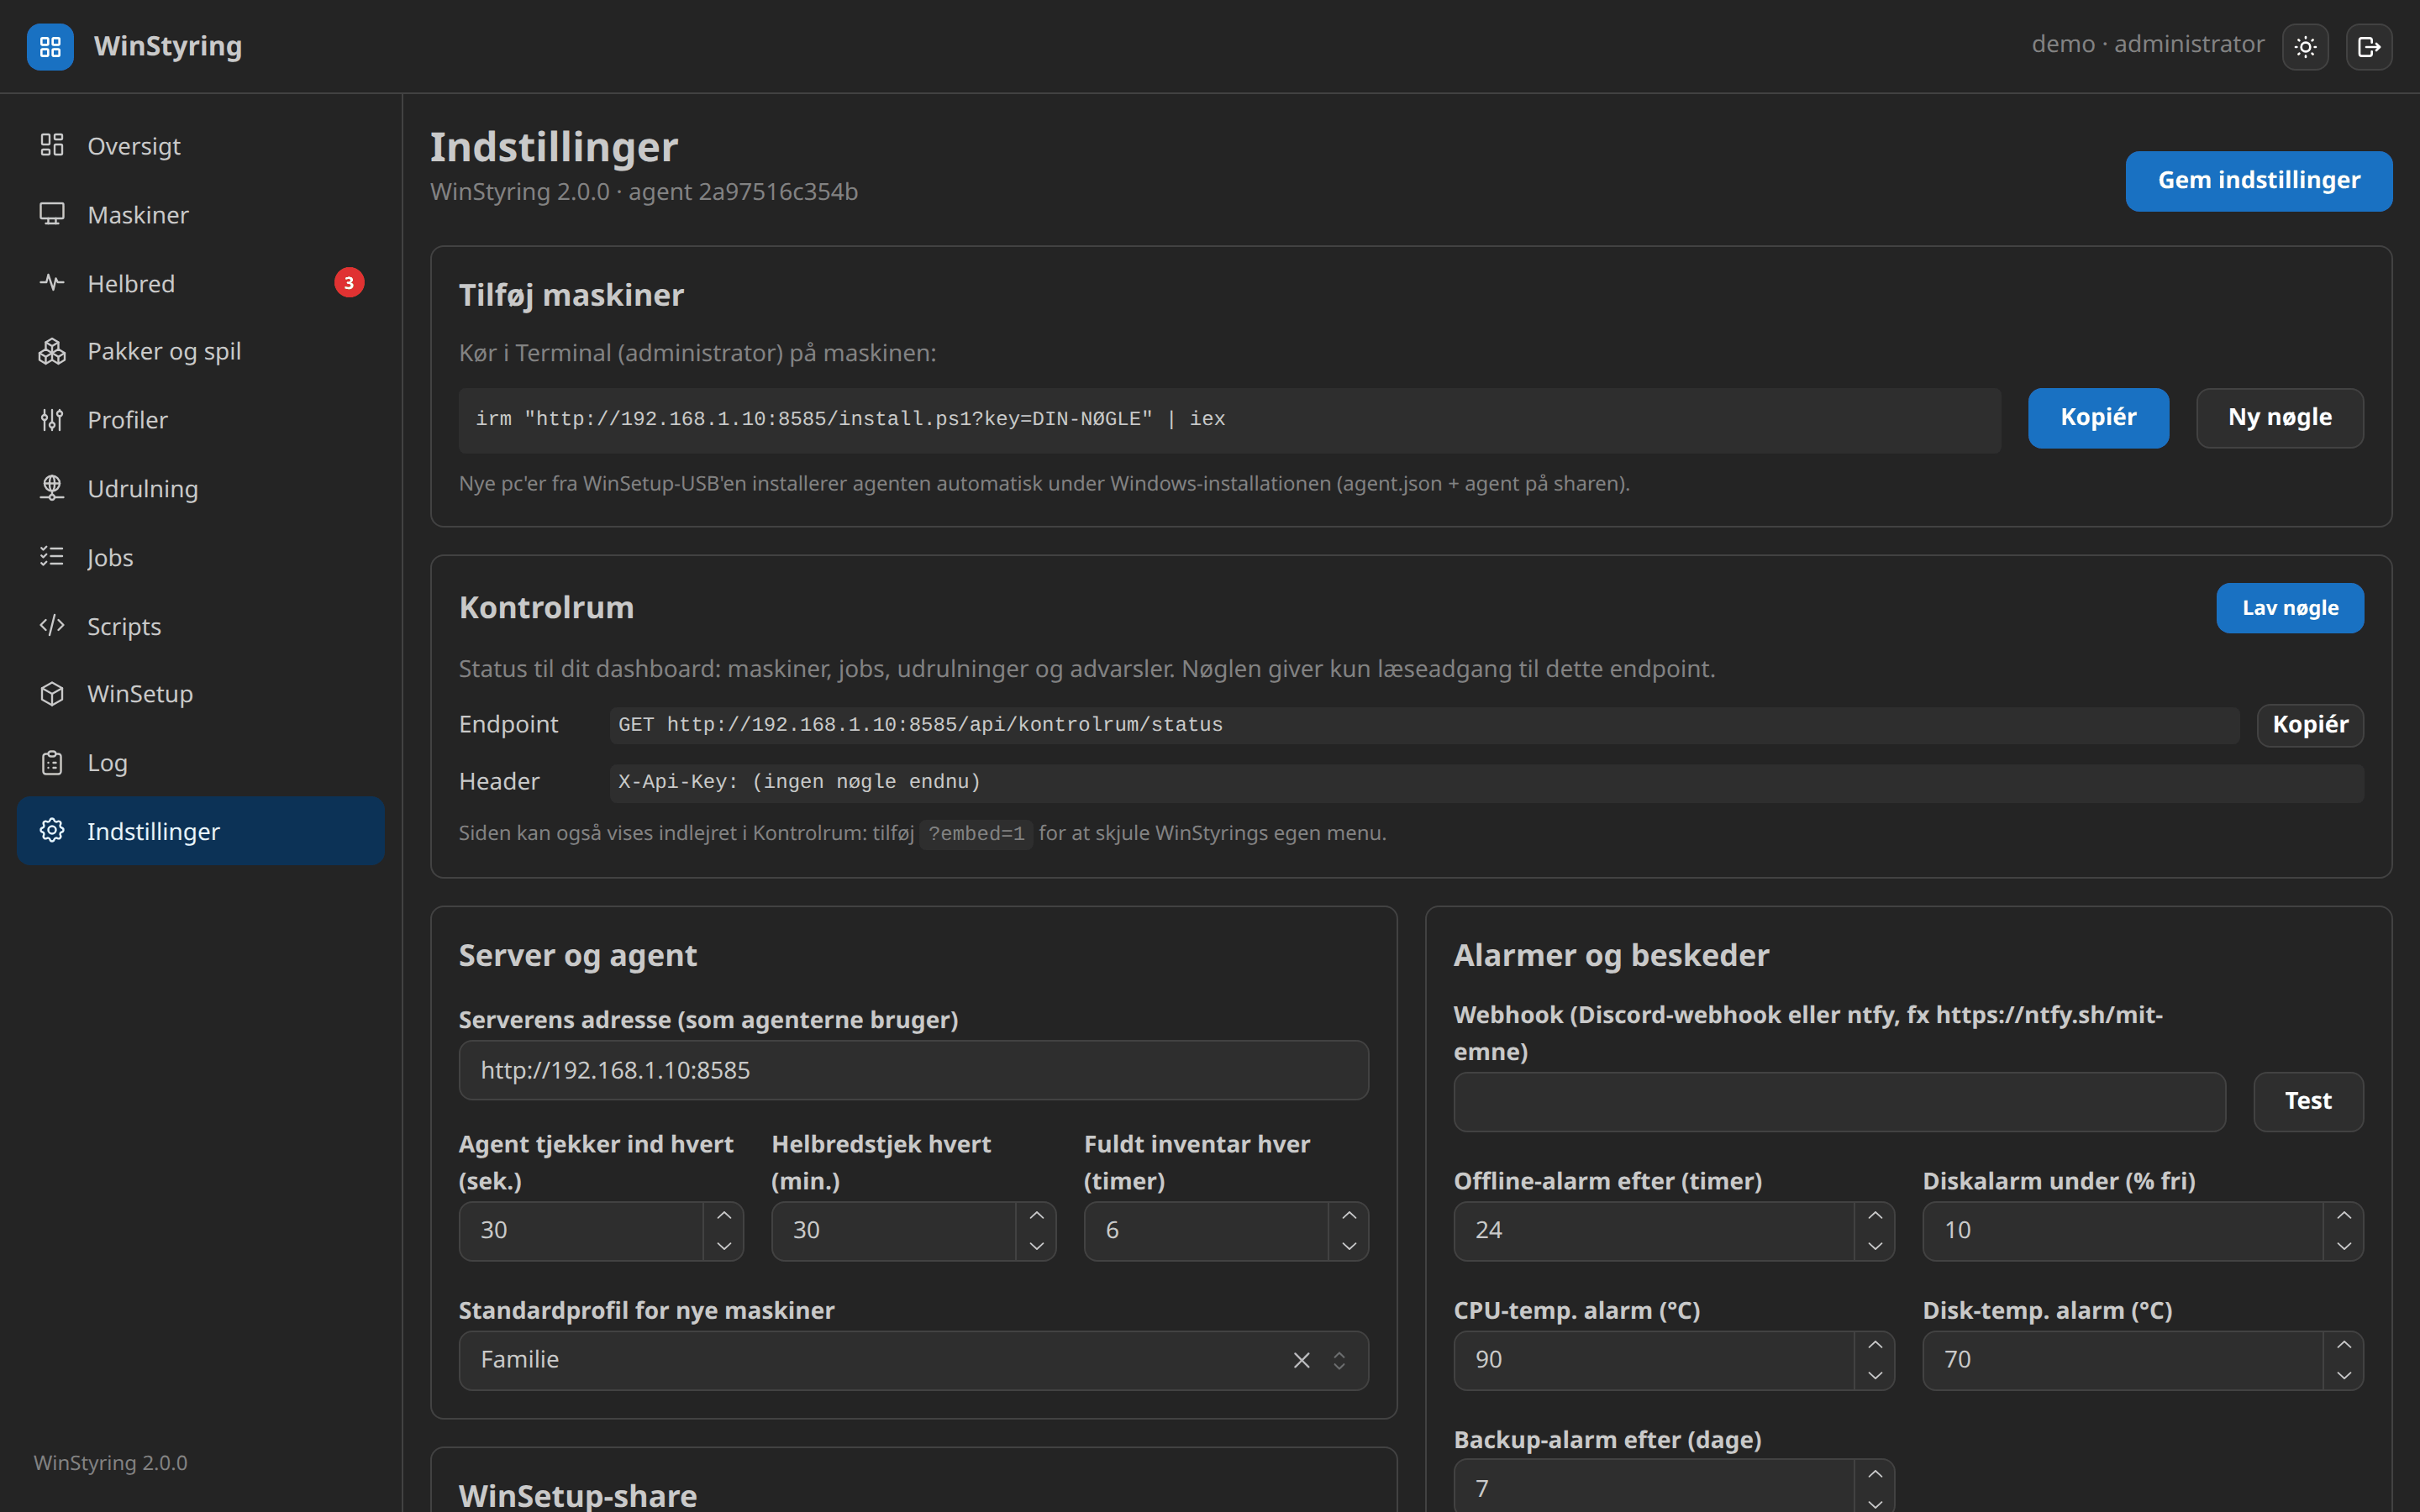 WinStyring
demo · administrator
Oversigt
Maskiner
Helbred
3
Pakker og spil
Profiler
Udrulning
Jobs
Scripts
WinSetup
Log
Indstillinger
WinStyring 2.0.0
Indstillinger
WinStyring 2.0.0 · agent 2a97516c354b
Gem indstillinger
Tilføj maskiner
Kør i Terminal (administrator) på maskinen:
irm "http://192.168.1.10:8585/install.ps1?key=DIN-NØGLE" | iex
Kopiér
Ny nøgle
Nye pc'er fra WinSetup-USB'en installerer agenten automatisk under Windows-installationen (agent.json + agent på sharen).
Kontrolrum
Lav nøgle
Status til dit dashboard: maskiner, jobs, udrulninger og advarsler. Nøglen giver kun læseadgang til dette endpoint.
Endpoint
GET http://192.168.1.10:8585/api/kontrolrum/status
Kopiér
Header
X-Api-Key: (ingen nøgle endnu)
Siden kan også vises indlejret i Kontrolrum: tilføj ?embed=1 for at skjule WinStyrings egen menu.
Server og agent
Serverens adresse (som agenterne bruger)
http://192.168.1.10:8585
Agent tjekker ind hvert
(sek.)
30
Helbredstjek hvert
(min.)
30
Fuldt inventar hver
(timer)
6
Standardprofil for nye maskiner
Familie
WinSetup-share
Alarmer og beskeder
Webhook (Discord-webhook eller ntfy, fx https://ntfy.sh/mit-
emne)
Test
Offline-alarm efter (timer)
24
Diskalarm under (% fri)
10
CPU-temp. alarm (°C)
90
Disk-temp. alarm (°C)
70
Backup-alarm efter (dage)
7